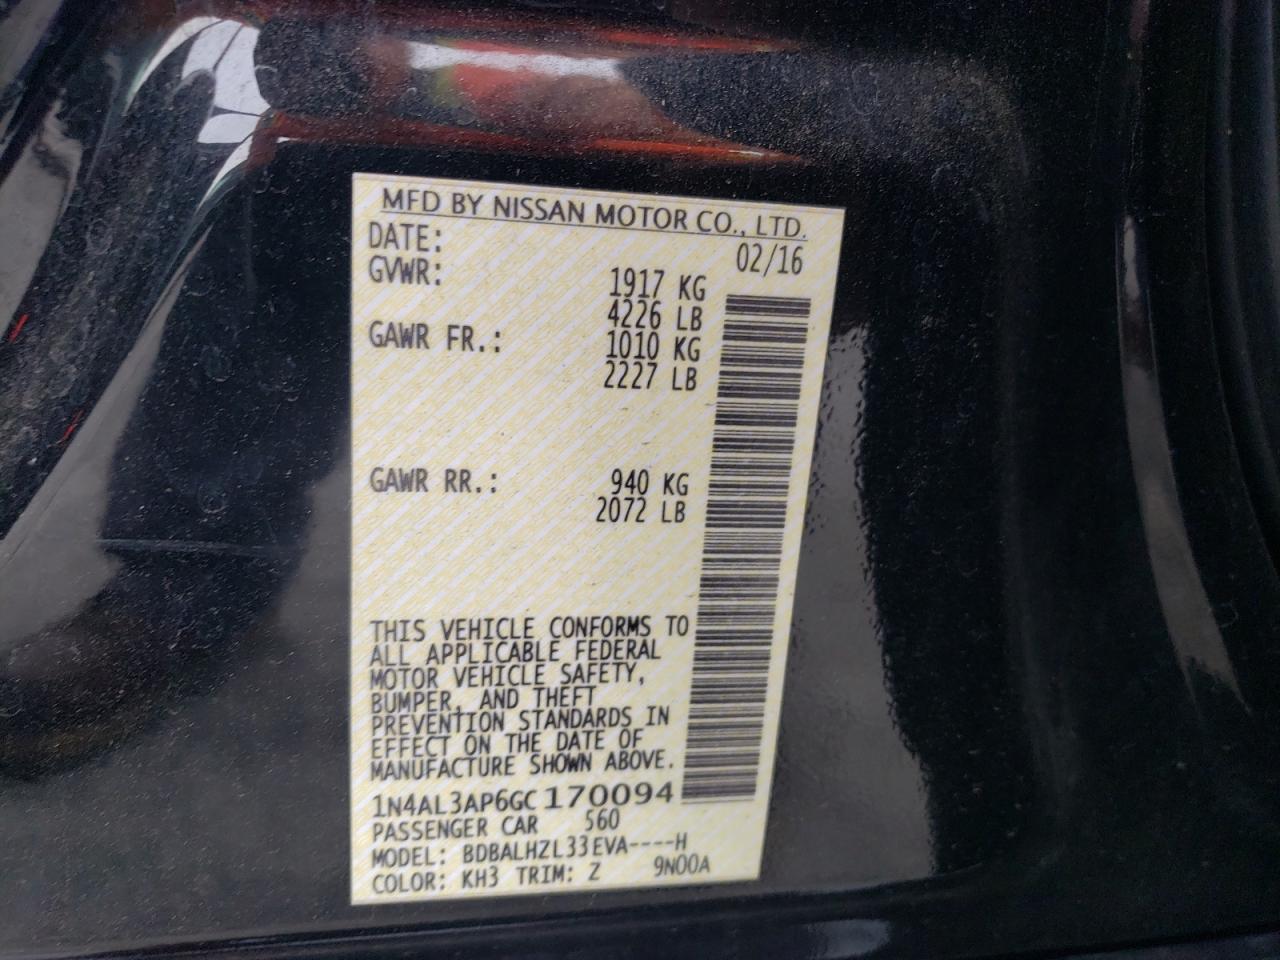 MFD BY NISSAN MOTOR CO., LTD.
DATE: 02/16
GVWR: 1917 KG
4226 LB
GAWR FR.: 1010 KG
2227 LB
GAWR RR.: 940 KG
2072 LB
THIS VEHICLE CONFORMS TO
ALL APPLICABLE FEDERAL
MOTOR VEHICLE SAFETY,
BUMPER, AND THEFT
PREVENTION STANDARDS IN
EFFECT ON THE DATE OF
MANUFACTURE SHOWN ABOVE.
1N4AL3AP6GC170094
PASSENGER CAR 560
MODEL: BDBALHZL33EVA----H
COLOR: KH3 TRIM: Z 9N00A